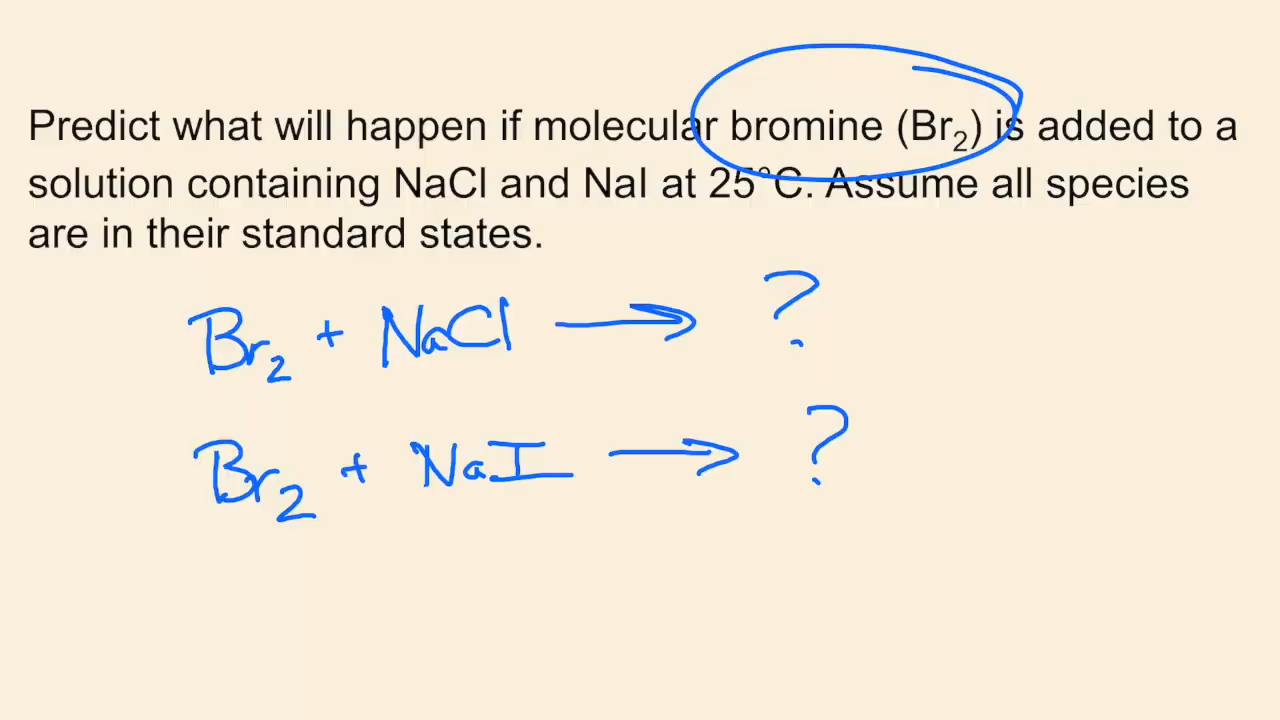 Predict what will happen if molecular bromine (Br₂) is added to a
solution containing NaCl and NaI at 25°C. Assume all species
are in their standard states.
Br₂ + NaCl → ?
Br₂ + NaI → ?